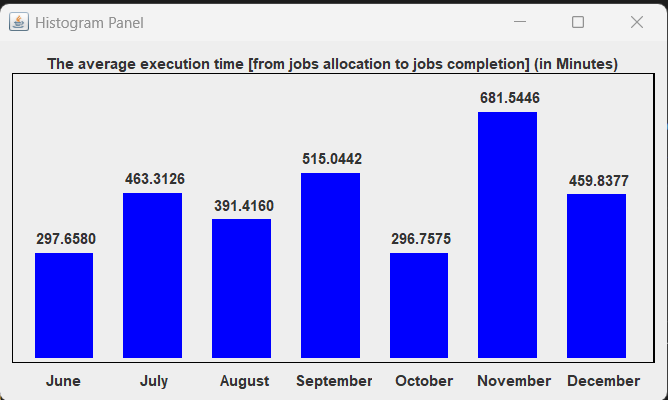 Histogram Panel
The average execution time [from jobs allocation to jobs completion] (in Minutes)
681.5446
515.0442
463.3126
459.8377
391.4160
297.6580
296.7575
June July August September October November December